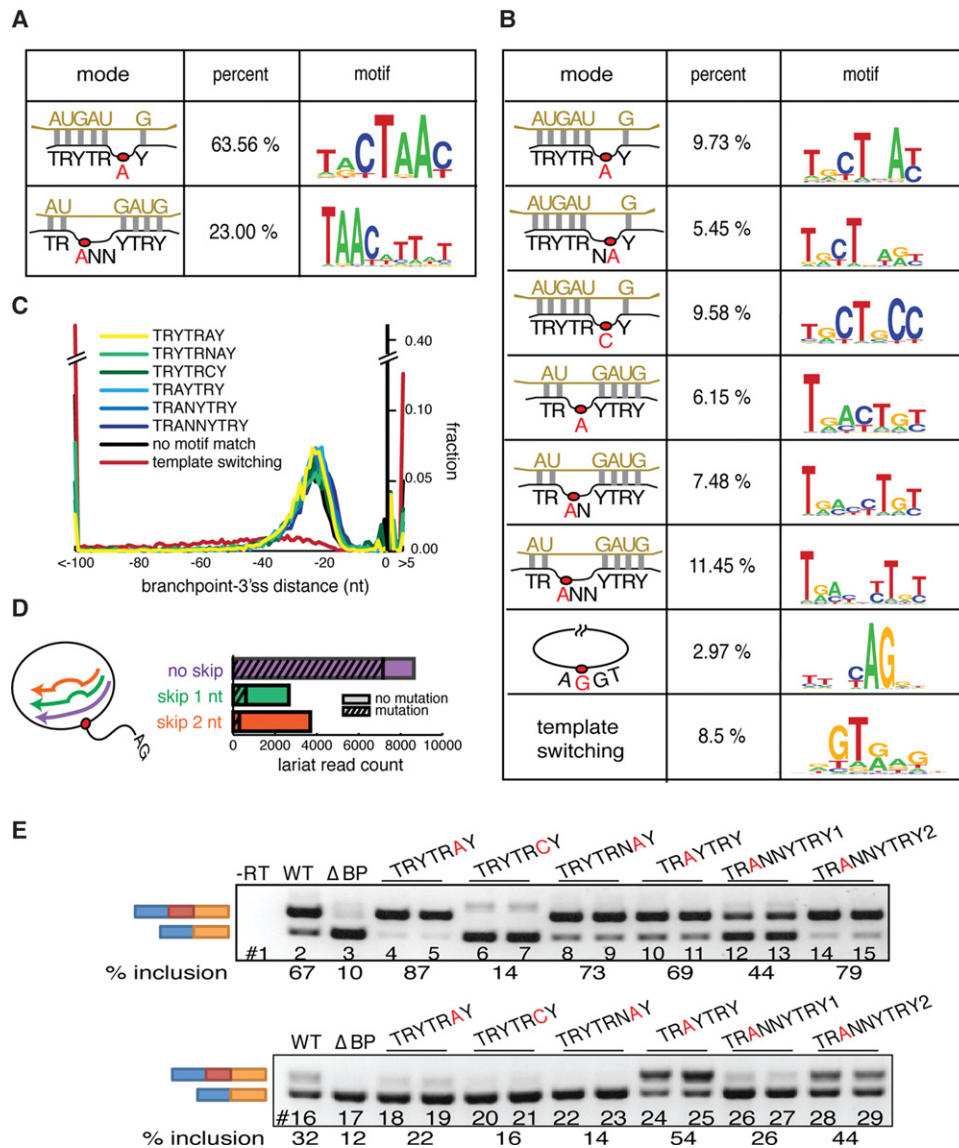 A
mode percent motif
AUGAU G
TRYTR Y
A
63.56 %
TACTAAC
AU GAUG
TR YTRY
ANN
23.00 %
TAAC
B
mode percent motif
AUGAU G
TRYTR Y
A
9.73 %
AUGAU G
TRYTR Y
NA
5.45 %
AUGAU G
TRYTR Y
C
9.58 %
AU GAUG
TR YTRY
A
6.15 %
AU GAUG
TR YTRY
AN
7.48 %
AU GAUG
TR YTRY
ANN
11.45 %
AGGT
2.97 %
template
switching
8.5 %
C
TRYTRAY
TRYTRNAY
TRYTRCY
TRAYTRY
TRANYTRY
TRANNYTRY
no motif match
template switching
0.40
0.10
0.05
0.00
fraction
<-100 -80 -60 -40 -20 0 >5
branchpoint-3'ss distance (nt)
D
AG
no skip
skip 1 nt
skip 2 nt
no mutation
mutation
0 2000 4000 6000 8000 10000
lariat read count
E
-RT WT Δ BP TRYTRAY TRYTRCY TRYTRNAY TRAYTRY TRANNYTRY1 TRANNYTRY2
#1 2 3 4 5 6 7 8 9 10 11 12 13 14 15
% inclusion 67 10 87 14 73 69 44 79
WT Δ BP TRYTRAY TRYTRCY TRYTRNAY TRAYTRY TRANNYTRY1 TRANNYTRY2
#16 17 18 19 20 21 22 23 24 25 26 27 28 29
% inclusion 32 12 22 16 14 54 26 44